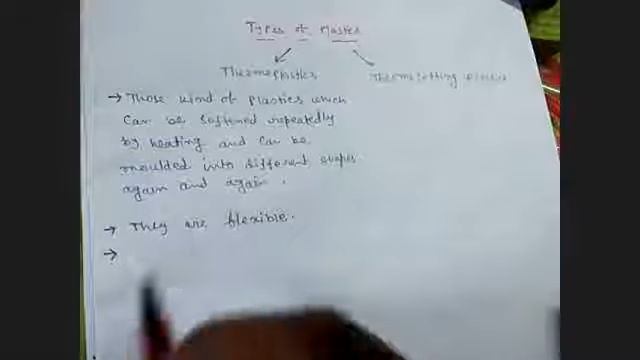 Types of Plastics
Thermoplastics
Thermosetting Plastics
→ Those kind of Plastics which
can be softened repeatedly
by heating and can be
moulded into different shapes
again and again.
→ They are flexible.
→